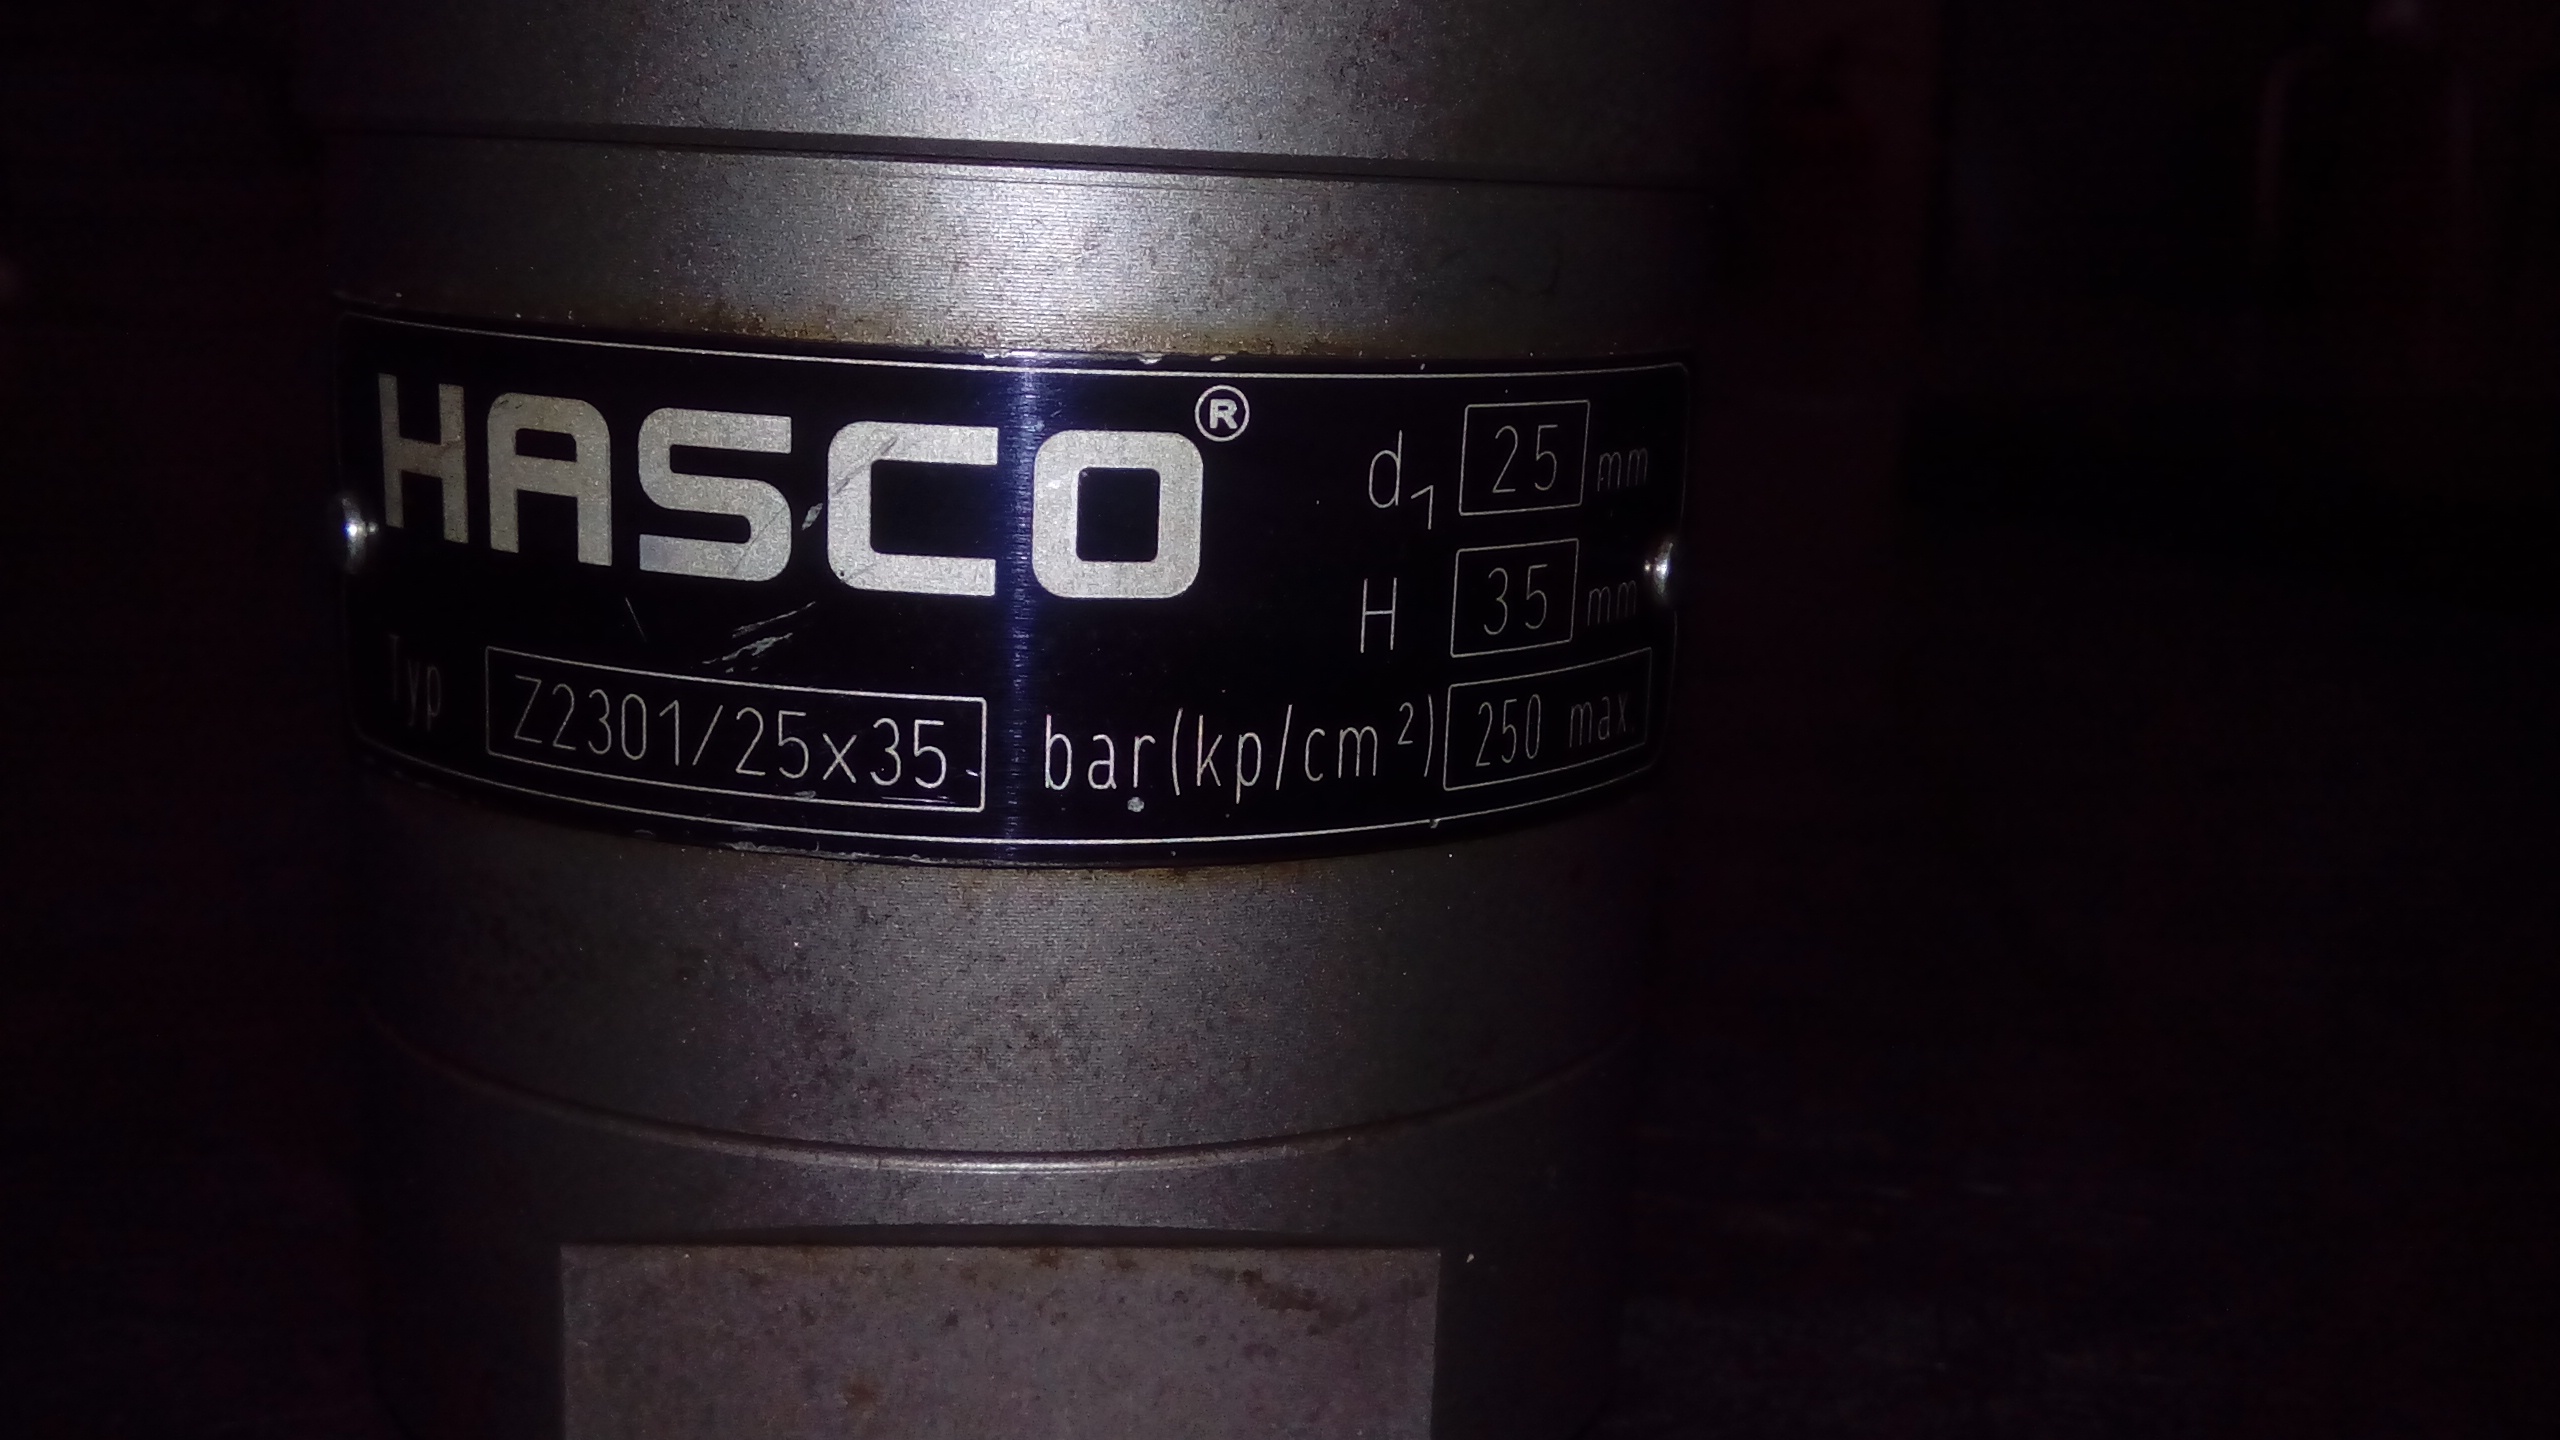 HASCO®
d1 25 mm
H 35 mm
Typ Z2301/25x35 bar(kp/cm²) 250 max.